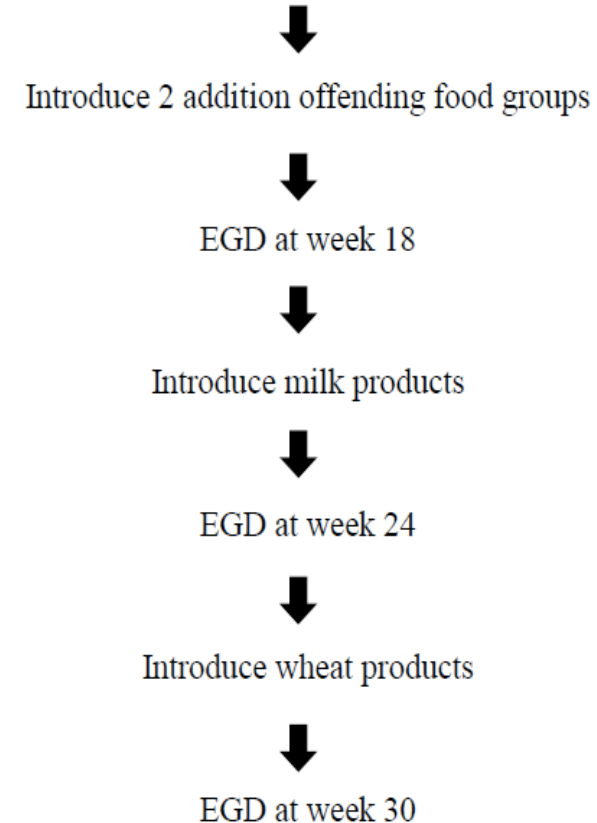 Introduce 2 addition offending food groups
EGD at week 18
Introduce milk products
EGD at week 24
Introduce wheat products
EGD at week 30